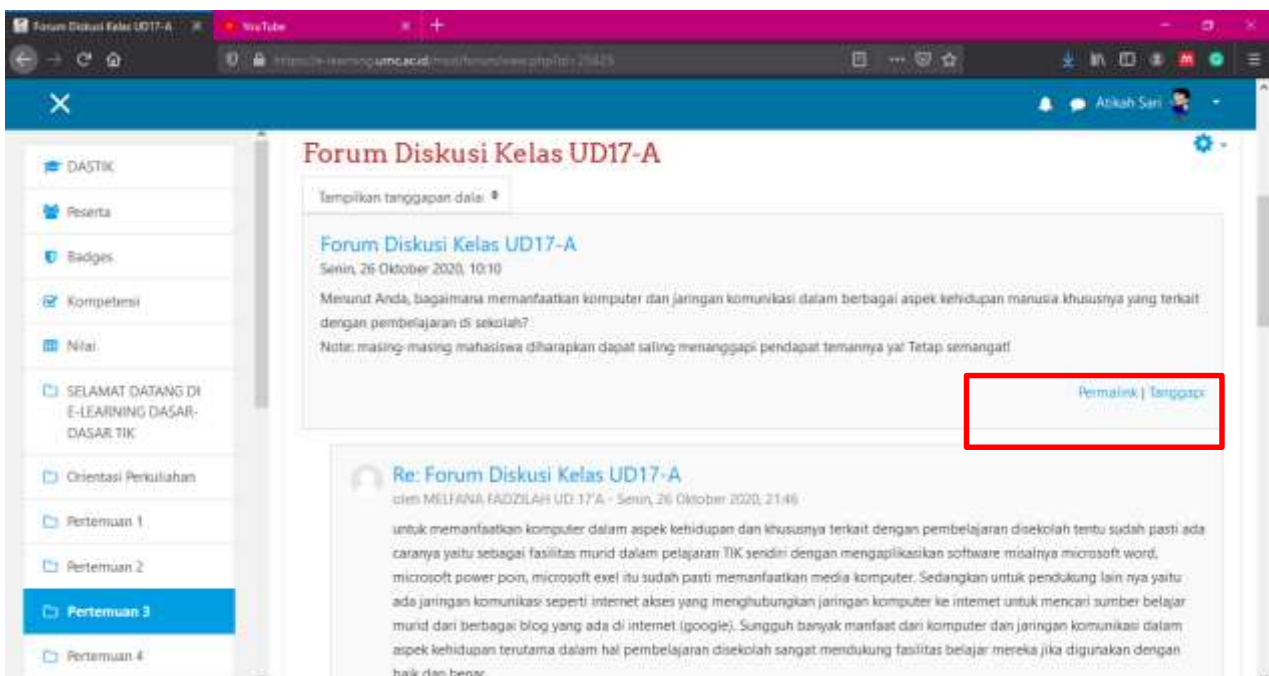 Forum Diskusi Kelas UD17-A
YouTube
Atikah Sari
DASTIK
Peserta
Badges
Kompetensi
Nilai
SELAMAT DATANG DI
E-LEARNING DASAR-
DASAR TIK
Orientasi Perkuliahan
Pertemuan 1
Pertemuan 2
Pertemuan 3
Pertemuan 4
Forum Diskusi Kelas UD17-A
Tampilkan tanggapan dala
Forum Diskusi Kelas UD17-A
Senin, 26 Oktober 2020, 10:10
Menurut Anda, bagaimana memanfaatkan komputer dan jaringan komunikasi dalam berbagai aspek kehidupan manusia khususnya yang terkait
dengan pembelajaran di sekolah?
Note: masing-masing mahasiswa diharapkan dapat saling menanggapi pendapat temannya ya! Tetap semangat!
Permalink | Tanggapi
Re: Forum Diskusi Kelas UD17-A
oleh MELFANA FADZILAH UD 17'A - Senin, 26 Oktober 2020, 21:46
untuk memanfaatkan komputer dalam aspek kehidupan dan khususnya terkait dengan pembelajaran disekolah tentu sudah pasti ada
caranya yaitu sebagai fasilitas murid dalam pelajaran TIK sendiri dengan mengaplikasikan software misalnya microsoft word,
microsoft power poin, microsoft exel itu sudah pasti memanfaatkan media komputer. Sedangkan untuk pendukung lain nya yaitu
ada jaringan komunikasi seperti internet akses yang menghubungkan jaringan komputer ke internet untuk mencari sumber belajar
murid dari berbagai blog yang ada di internet (google). Sungguh banyak manfaat dari komputer dan jaringan komunikasi dalam
aspek kehidupan terutama dalam hal pembelajaran disekolah sangat mendukung fasilitas belajar mereka jika digunakan dengan
baik dan benar.